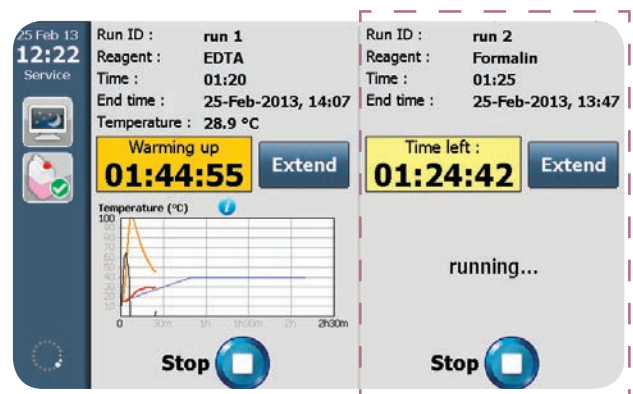 25 Feb 13
12:22
Service
Run ID : run 1
Reagent : EDTA
Time : 01:20
End time : 25-Feb-2013, 14:07
Temperature : 28.9 °C
Warming up
01:44:55
Extend
Temperature (°C)
i
100
90
80
70
60
50
40
30
20
10
0 30m 1h 1h30m 2h 2h30m
Stop
Run ID : run 2
Reagent : Formalin
Time : 01:25
End time : 25-Feb-2013, 13:47
Time left :
01:24:42
Extend
running...
Stop